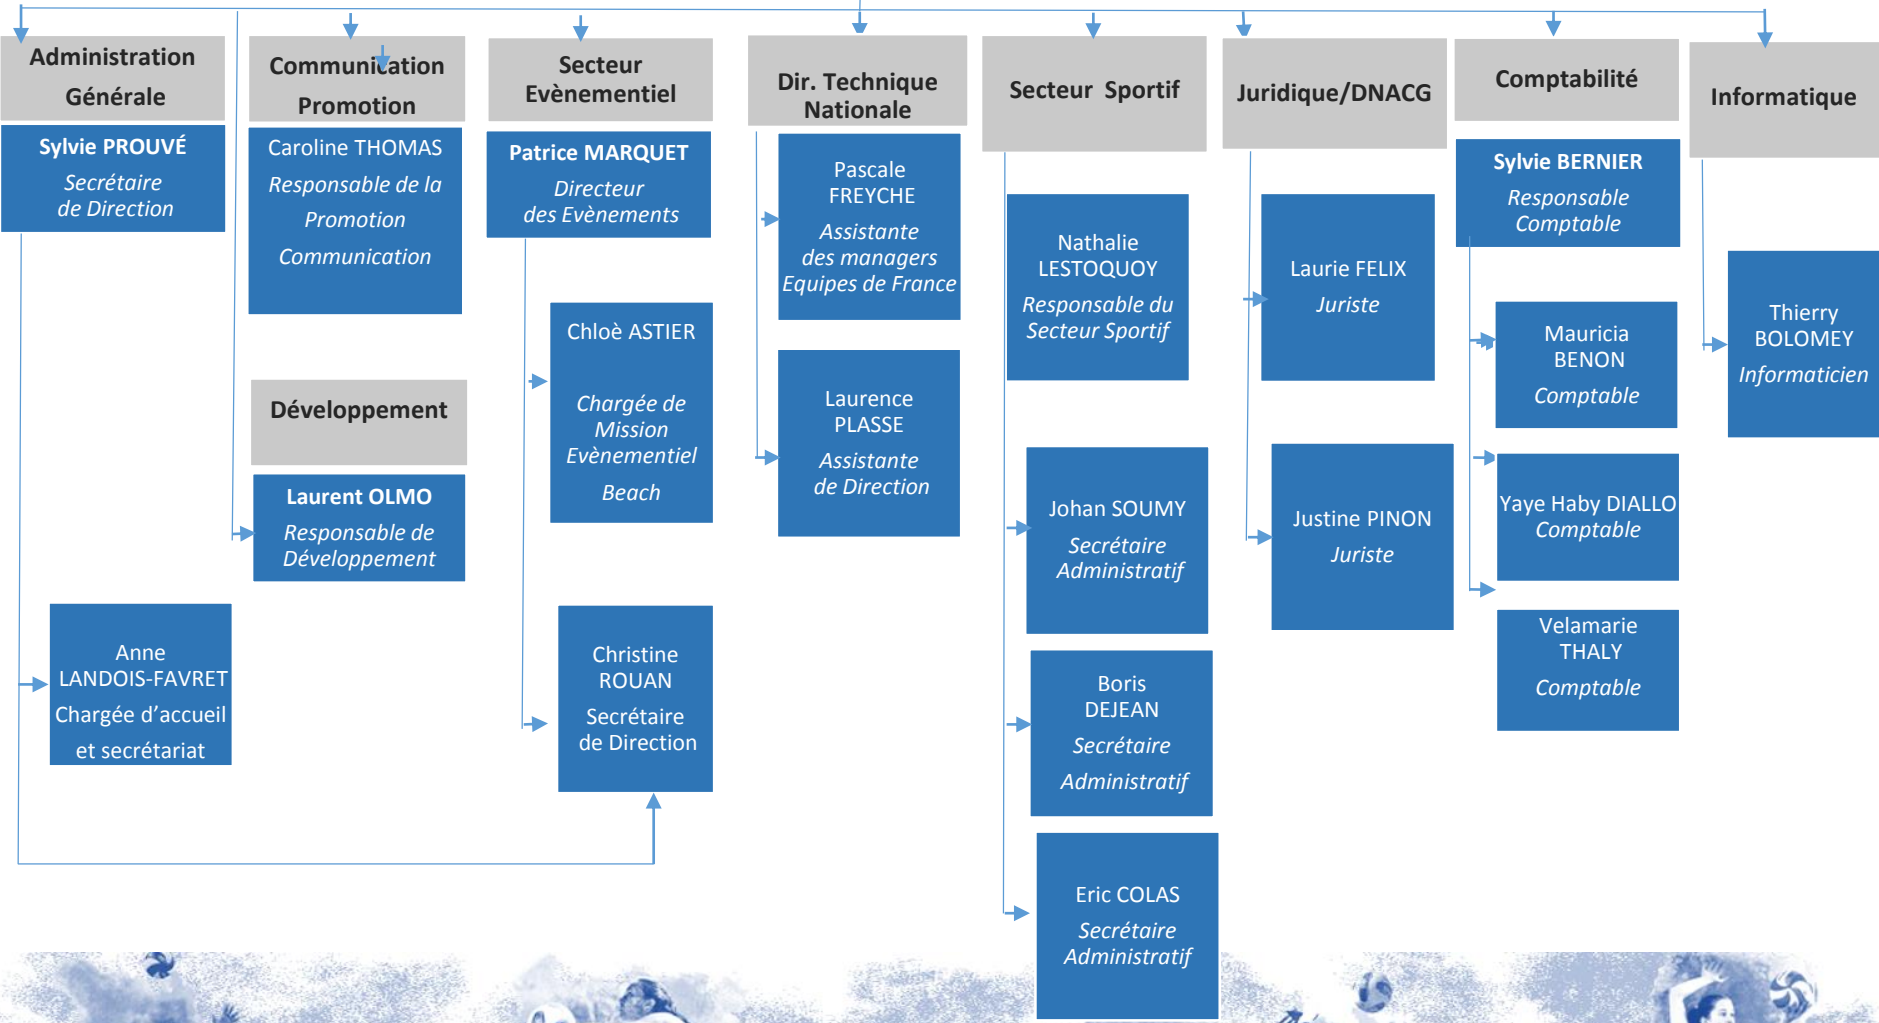 Administration
Générale
Sylvie PROUVÉ
Secrétaire
de Direction
Anne
LANDOIS-FAVRET
Chargée d’accueil
et secrétariat
Communication
Promotion
Caroline THOMAS
Responsable de la
Promotion
Communication
Développement
Laurent OLMO
Responsable de
Développement
Secteur
Evènementiel
Patrice MARQUET
Directeur
des Evènements
Chloè ASTIER
Chargée de
Mission
Evènementiel
Beach
Christine
ROUAN
Secrétaire
de Direction
Dir. Technique
Nationale
Pascale
FREYCHE
Assistante
des managers
Equipes de France
Laurence
PLASSE
Assistante
de Direction
Secteur Sportif
Nathalie
LESTOQUOY
Responsable du
Secteur Sportif
Johan SOUMY
Secrétaire
Administratif
Boris
DEJEAN
Secrétaire
Administratif
Eric COLAS
Secrétaire
Administratif
Juridique/DNACG
Laurie FELIX
Juriste
Justine PINON
Juriste
Comptabilité
Sylvie BERNIER
Responsable
Comptable
Mauricia
BENON
Comptable
Yaye Haby DIALLO
Comptable
Velamarie
THALY
Comptable
Informatique
Thierry
BOLOMEY
Informaticien